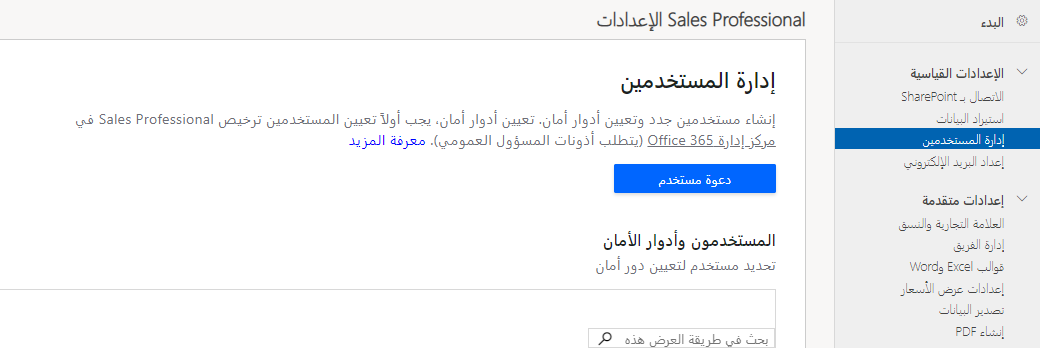 الإعدادات Sales Professional
البدء
الإعدادات القياسية
الاتصال بـ SharePoint
استيراد البيانات
إدارة المستخدمين
إعداد البريد الإلكتروني
إعدادات متقدمة
العلامة التجارية والنسق
إدارة الفريق
قوالب Excel وWord
إعدادات عرض الأسعار
تصدير البيانات
إنشاء PDF
إدارة المستخدمين
إنشاء مستخدمين جدد وتعيين أدوار أمان. تعيين أدوار أمان، يجب أولاً تعيين المستخدمين ترخيص Sales Professional في
مركز إدارة Office 365 (يتطلب أذونات المسؤول العمومي). معرفة المزيد
دعوة مستخدم
المستخدمون وأدوار الأمان
تحديد مستخدم لتعيين دور أمان
بحث في طريقة العرض هذه